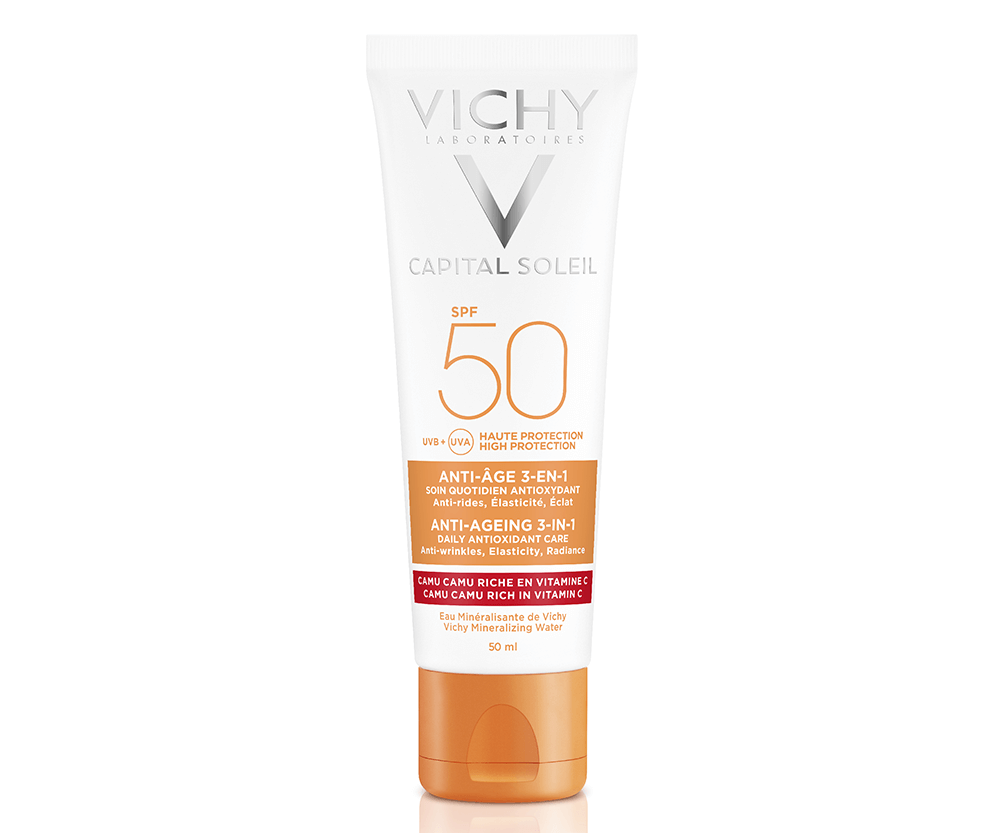 VICHY
LABORATOIRES
CAPITAL SOLEIL
SPF
50
UVB + UVA HAUTE PROTECTION
HIGH PROTECTION
ANTI-ÂGE 3-EN-1
SOIN QUOTIDIEN ANTIOXYDANT
Anti-rides, Élasticité, Éclat
ANTI-AGEING 3-IN-1
DAILY ANTIOXIDANT CARE
Anti-wrinkles, Elasticity, Radiance
CAMU CAMU RICHE EN VITAMINE C
CAMU CAMU RICH IN VITAMIN C
Eau Minéralisante de Vichy
Vichy Mineralizing Water
50 ml